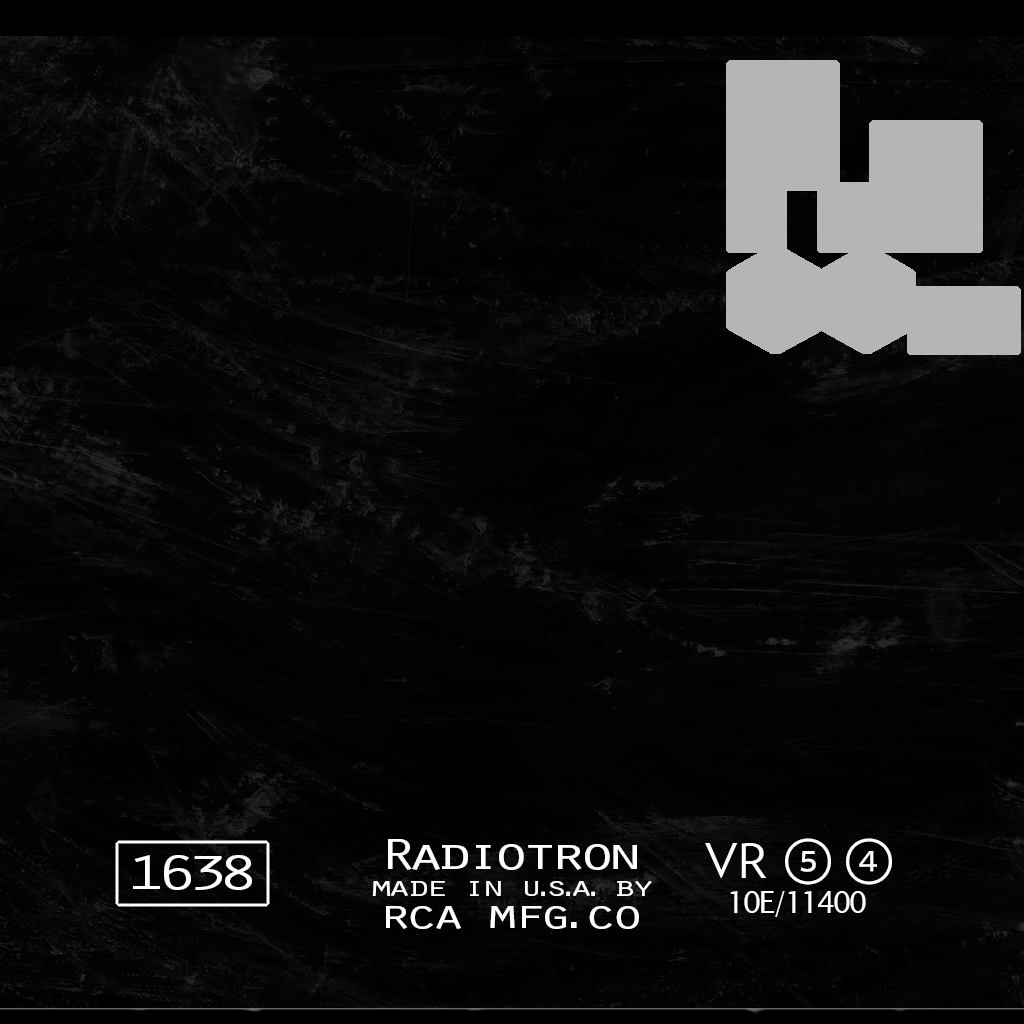 1638
RADIOTRON
MADE IN U.S.A. BY
RCA MFG. CO
VR 5 4
10E/11400